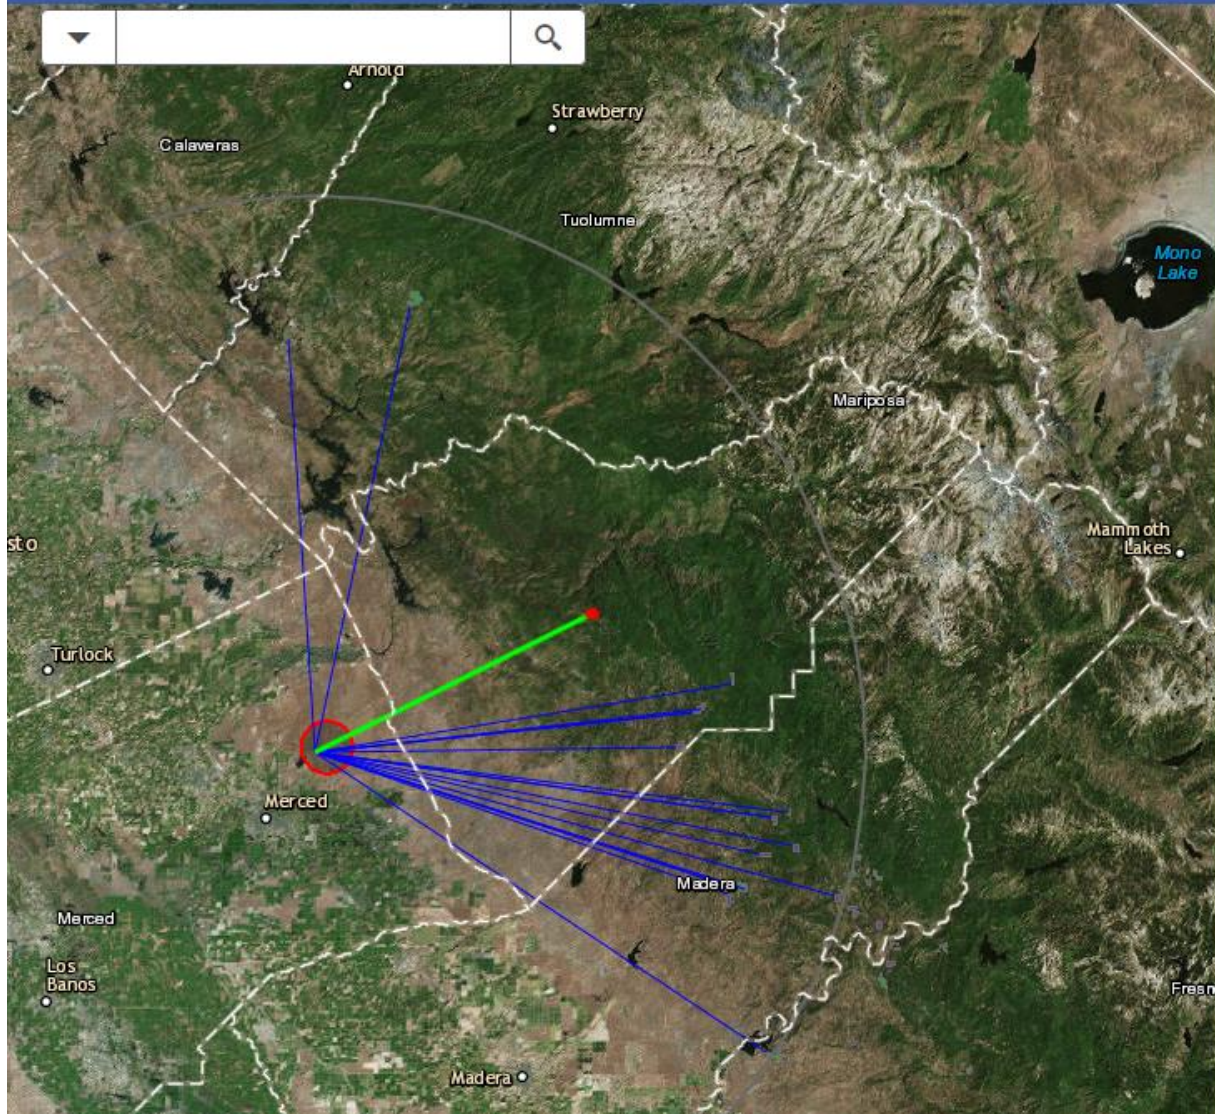 Arnold
Strawberry
Calaveras
Tuolumne
Mono
Lake
Mariposa
sto
Mammoth
Lakes
Turlock
Merced
Madera
Merced
Los
Banos
Fresn
Madera